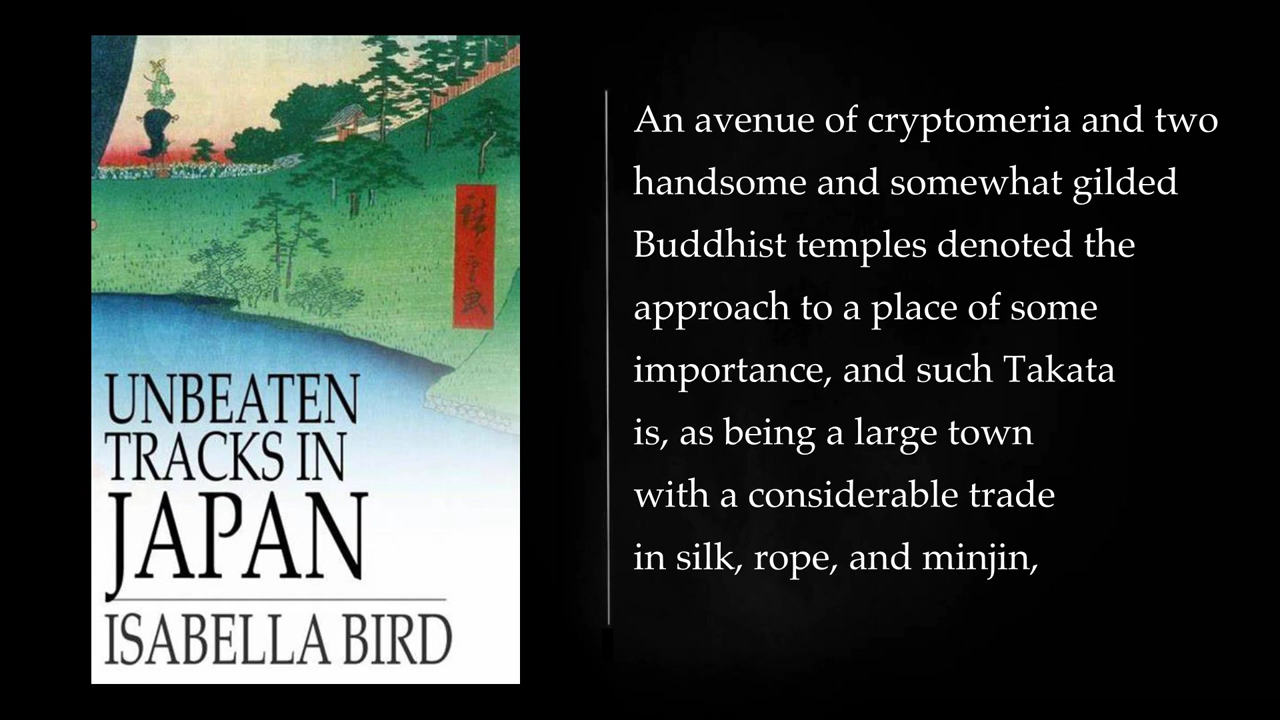 UNBEATEN
TRACKS IN
JAPAN
ISABELLA BIRD
An avenue of cryptomeria and two
handsome and somewhat gilded
Buddhist temples denoted the
approach to a place of some
importance, and such Takata
is, as being a large town
with a considerable trade
in silk, rope, and minjin,